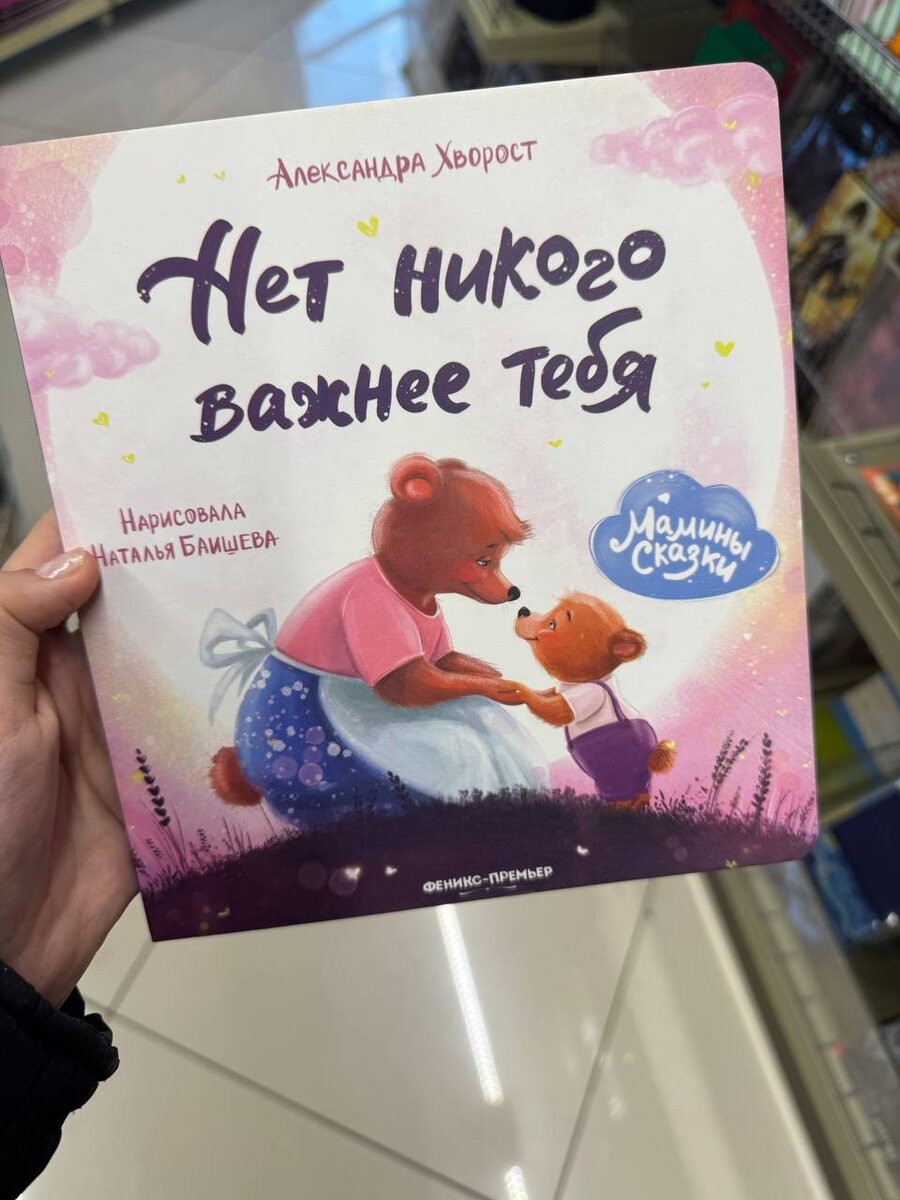 Александра Хворост
Нет никого
важнее тебя
Нарисовала
Наталья Баишева
Мамины
сказки
ФЕНИКС-ПРЕМЬЕР